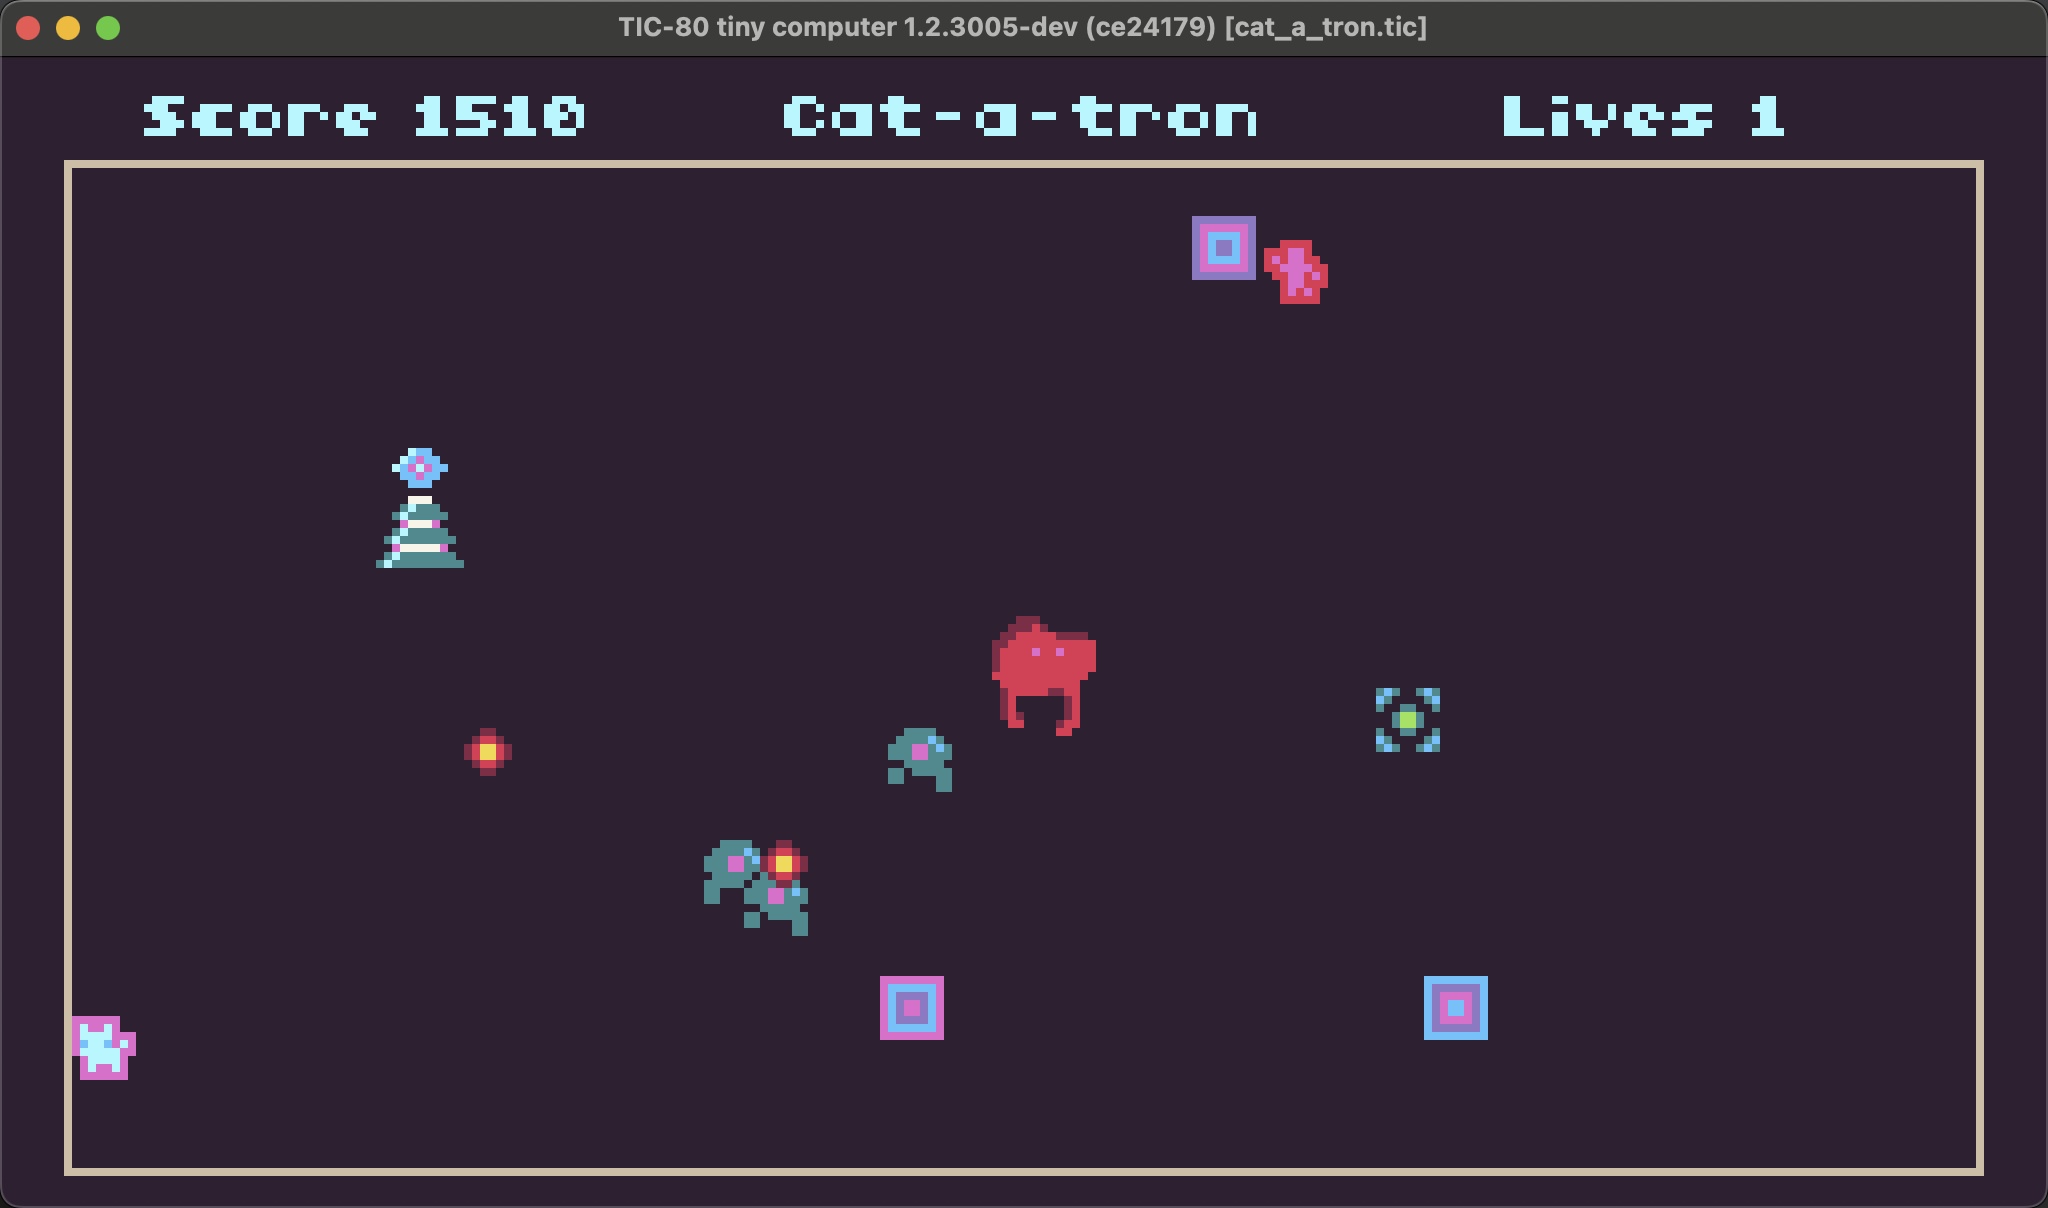 TIC-80 tiny computer 1.2.3005-dev (ce24179) [cat_a_tron.tic]
Score 1510 Cat-a-tron Lives 1